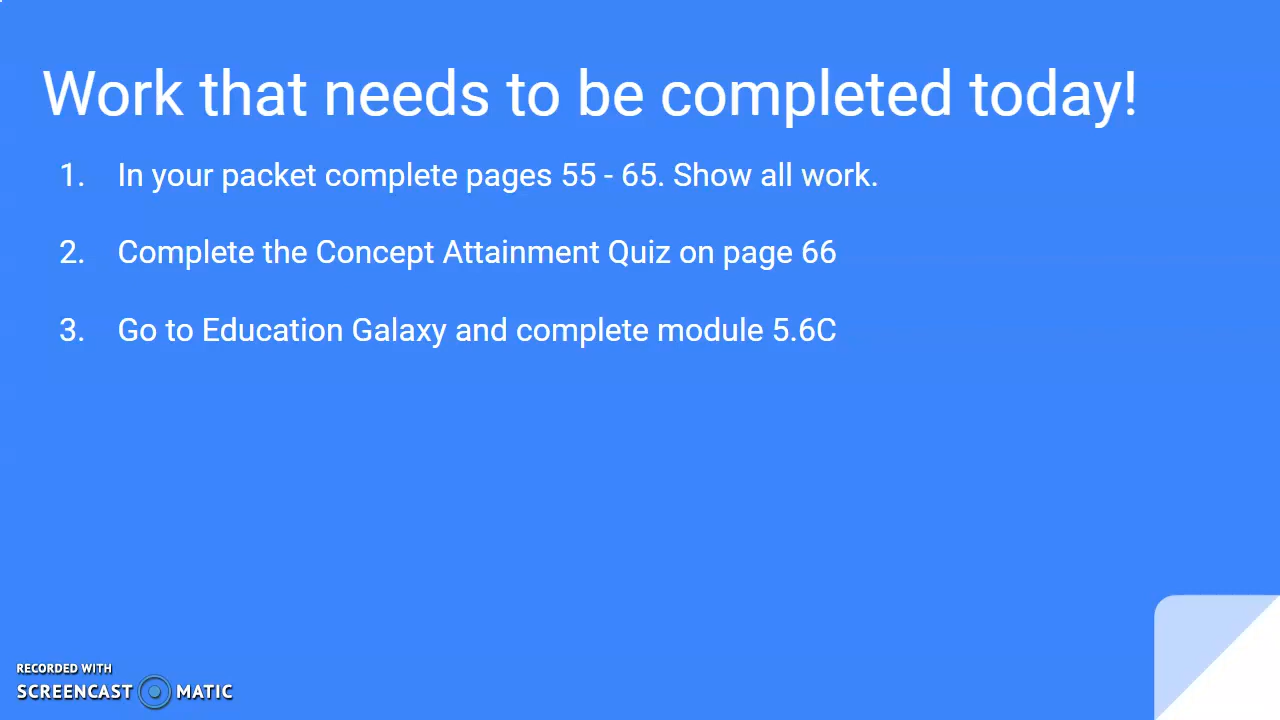 Work that needs to be completed today!
1. In your packet complete pages 55 - 65. Show all work.
2. Complete the Concept Attainment Quiz on page 66
3. Go to Education Galaxy and complete module 5.6C
RECORDED WITH
SCREENCAST MATIC